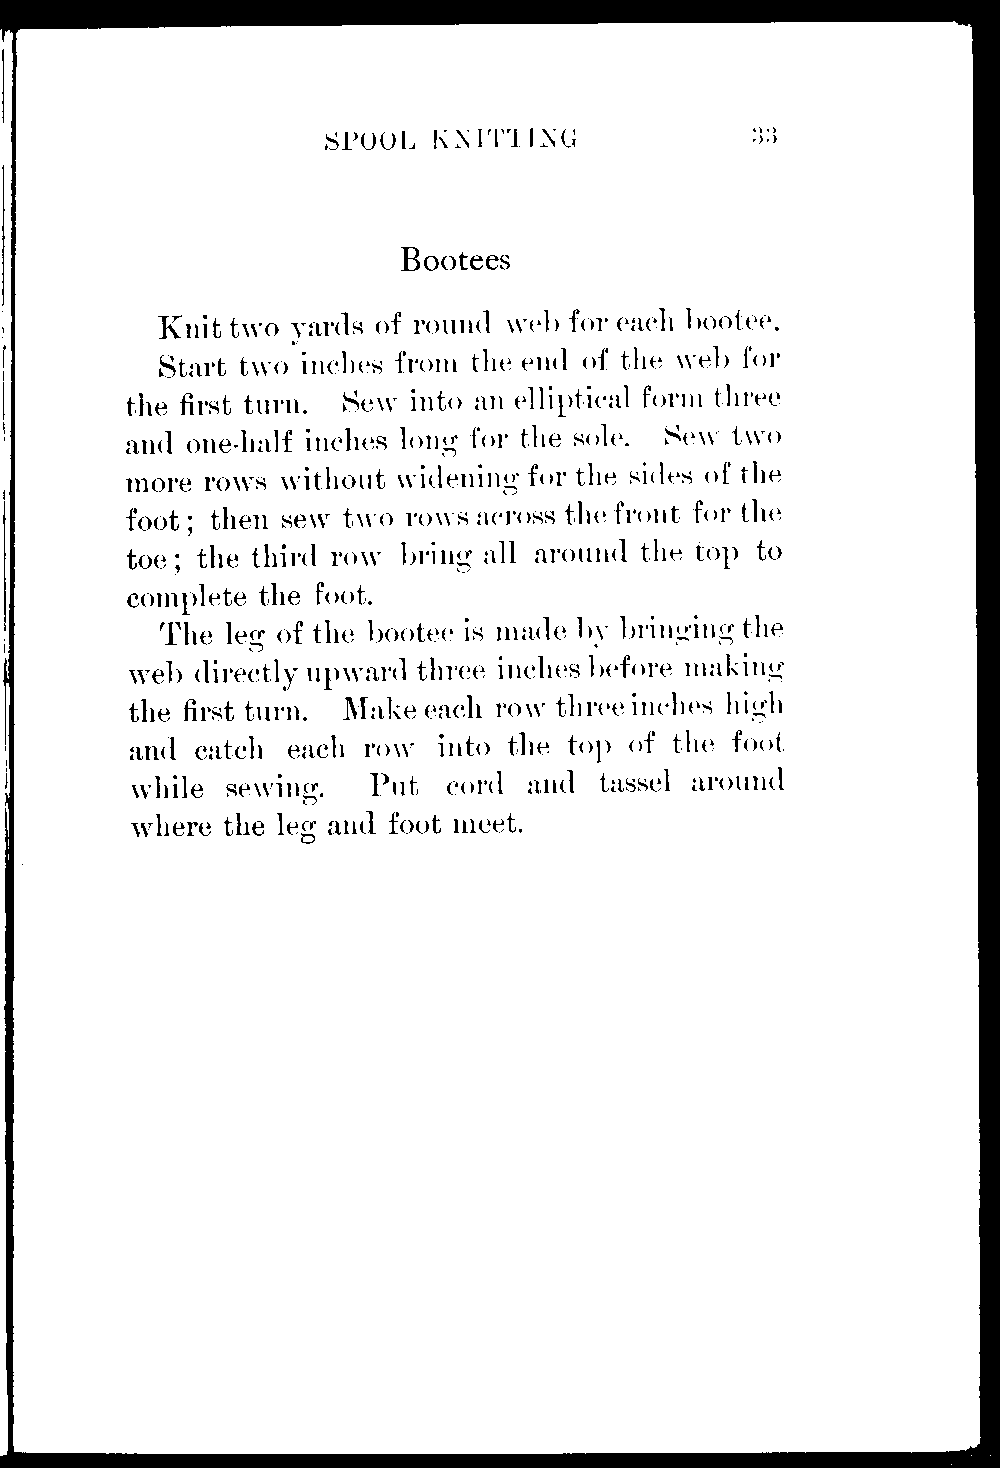 SPOOL KNITTING 33
Bootees
Knit two yards of round web for each bootee.
Start two inches from the end of the web for
the first turn. Sew into an elliptical form three
and one-half inches long for the sole. Sew two
more rows without widening for the sides of the
foot; then sew two rows across the front for the
toe; the third row bring all around the top to
complete the foot.
The leg of the bootee is made by bringing the
web directly upward three inches before making
the first turn. Make each row three inches high
and catch each row into the top of the foot
while sewing. Put cord and tassel around
where the leg and foot meet.